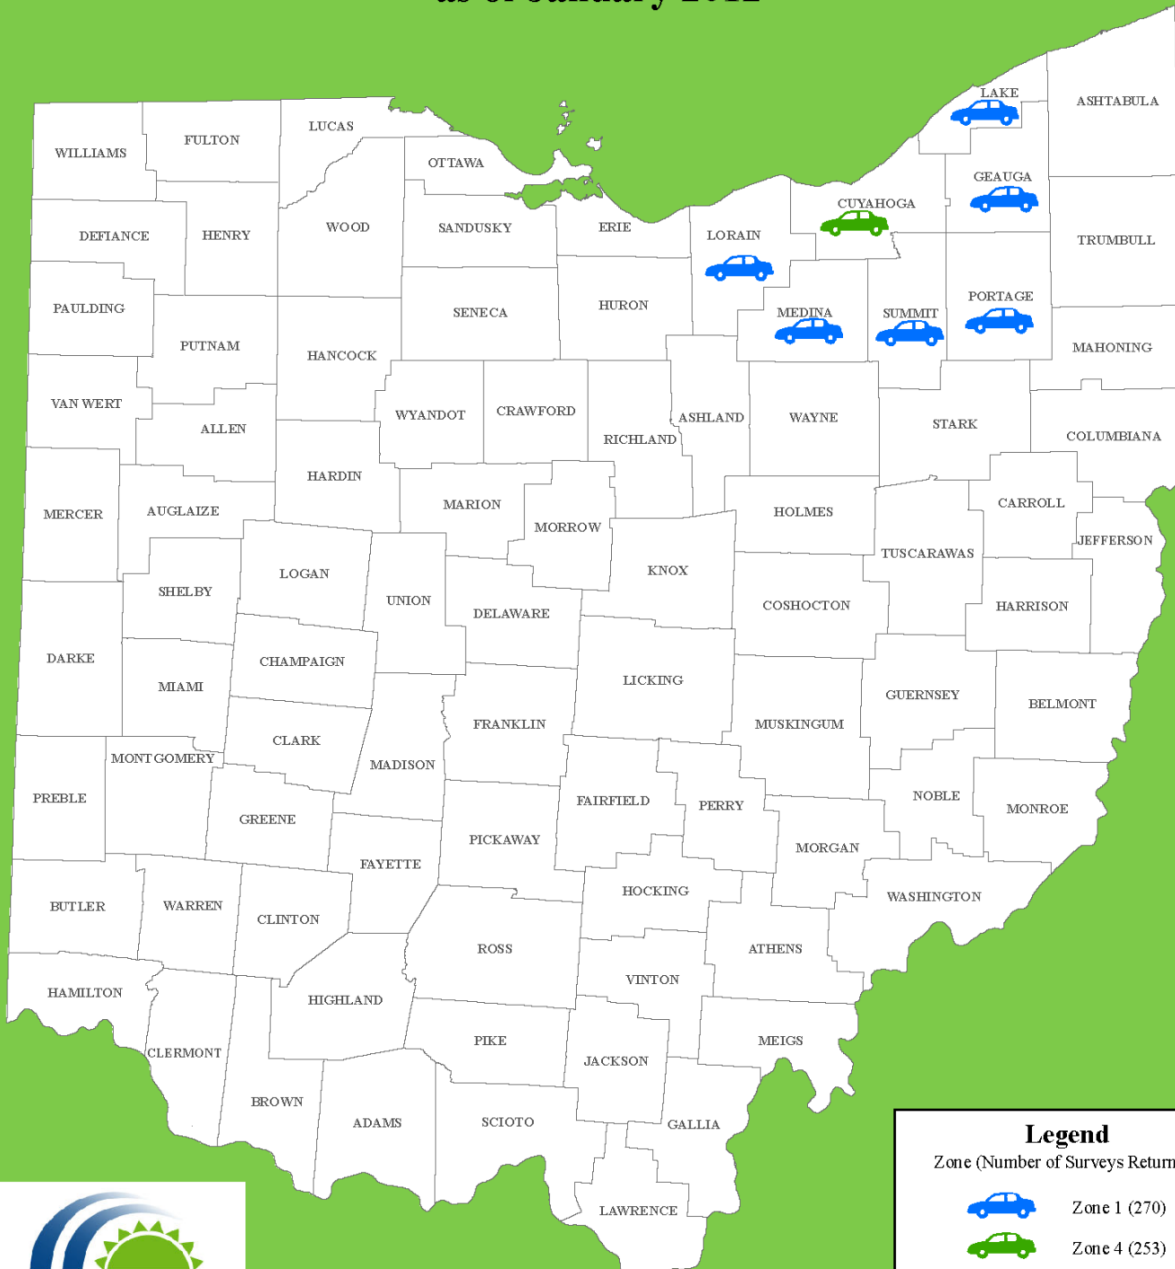 as of January 2012
LAKE
ASHTABULA
LUCAS
FULTON
WILLIAMS
OTTAWA
GEAUGA
CUYAHOGA
WOOD
SANDUSKY
ERIE
LORAIN
DEFIANCE
HENRY
TRUMBULL
PORTAGE
PAULDING
SENECA
HURON
MEDINA
SUMMIT
PUTNAM
HANCOCK
MAHONING
VAN WERT
WYANDOT
CRAWFORD
ASHLAND
WAYNE
STARK
ALLEN
RICHLAND
COLUMBIANA
HARDIN
MERCER
AUGLAIZE
MARION
MORROW
HOLMES
CARROLL
JEFFERSON
TUSCARAWAS
LOGAN
KNOX
SHELBY
UNION
DELAWARE
COSHOCTON
HARRISON
DARKE
CHAMPAIGN
MIAMI
LICKING
GUERNSEY
BELMONT
FRANKLIN
MUSKINGUM
CLARK
MONTGOMERY
MADISON
PREBLE
FAIRFIELD
PERRY
NOBLE
MONROE
GREENE
PICKAWAY
MORGAN
FAYETTE
HOCKING
WASHINGTON
BUTLER
WARREN
CLINTON
ROSS
ATHENS
VINTON
HAMILTON
HIGHLAND
PIKE
MEIGS
CLERMONT
JACKSON
BROWN
ADAMS
SCIOTO
GALLIA
LAWRENCE
Legend
Zone (Number of Surveys Return
Zone 1 (270)
Zone 4 (253)